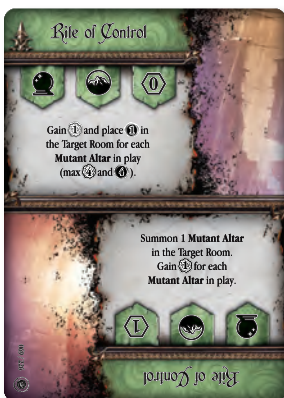 Rite of Control
0
Gain 1 and place 1 in
the Target Room for each
Mutant Altar in play
(max 4 and 4).
Summon 1 Mutant Altar
in the Target Room.
Gain 1 for each
Mutant Altar in play.
1
Rite of Control